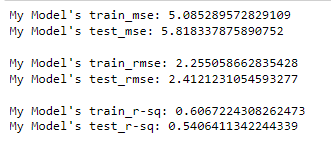 My Model's train_mse: 5.085289572829109
My Model's test_mse: 5.818337875890752
My Model's train_rmse: 2.255058662835428
My Model's test_rmse: 2.4121231054593277
My Model's train_r-sq: 0.6067224308262473
My Model's test_r-sq: 0.5406411342244339